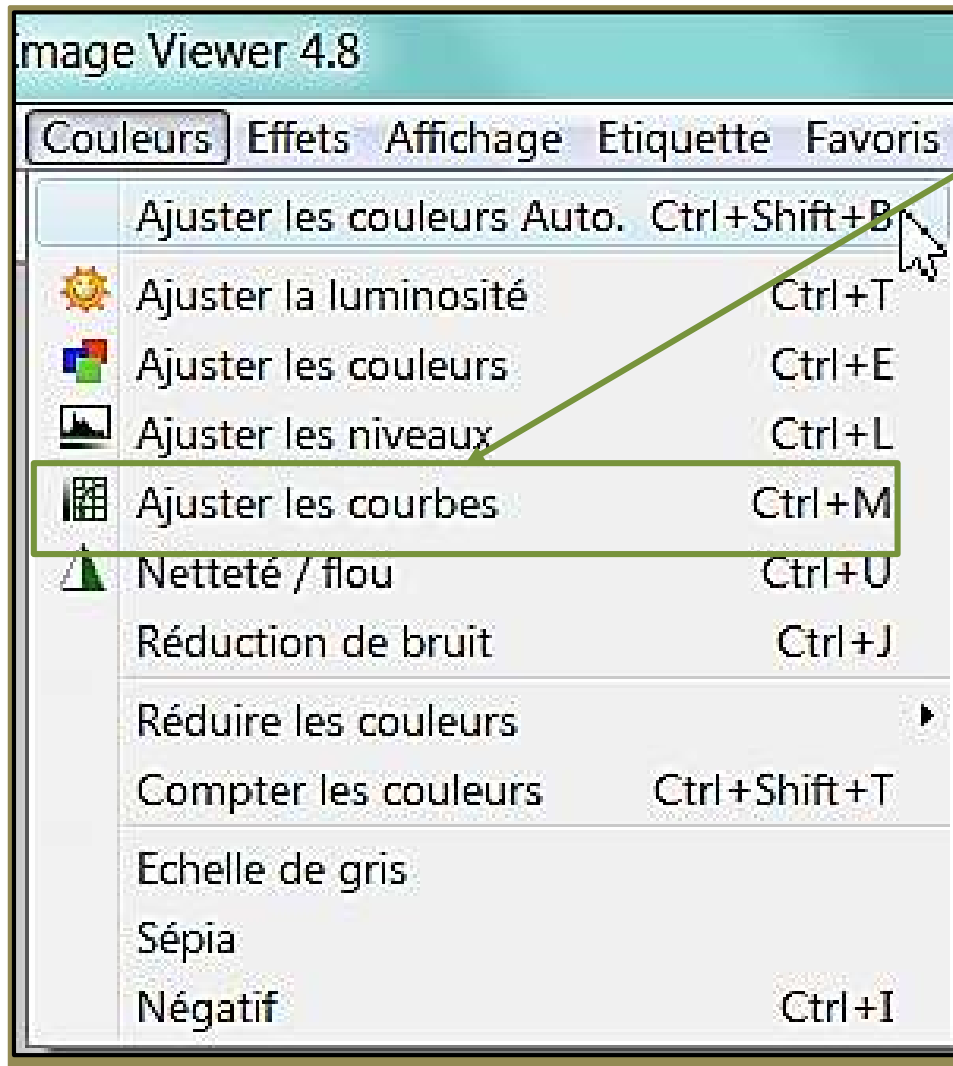 Image Viewer 4.8
Couleurs Effets Affichage Etiquette Favoris
Ajuster les couleurs Auto. Ctrl+Shift+B
Ajuster la luminosité Ctrl+T
Ajuster les couleurs Ctrl+E
Ajuster les niveaux Ctrl+L
Ajuster les courbes Ctrl+M
Netteté / flou Ctrl+U
Réduction de bruit Ctrl+J
Réduire les couleurs
Compter les couleurs Ctrl+Shift+T
Echelle de gris
Sépia
Négatif Ctrl+I